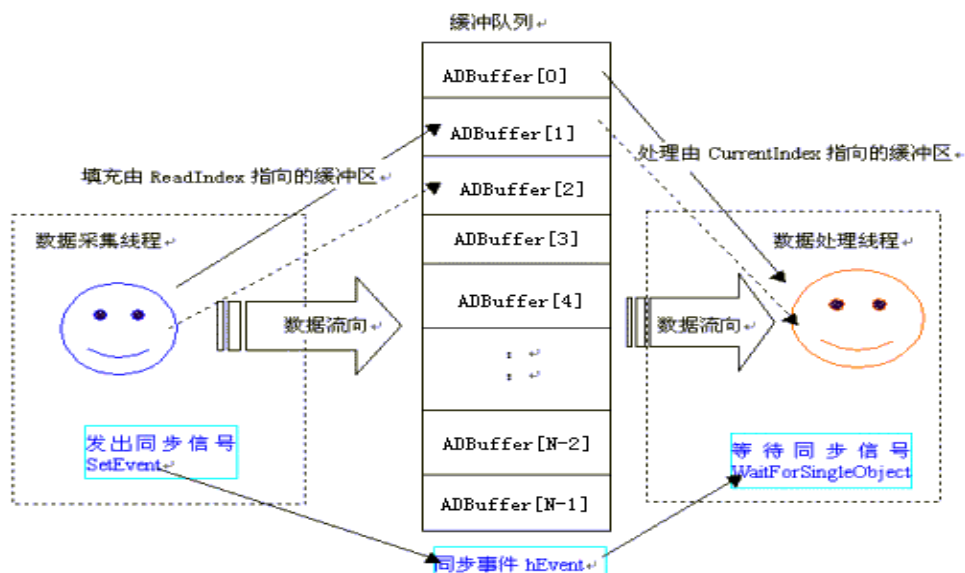 缓冲队列
ADBuffer[0]
ADBuffer[1]
处理由 CurrentIndex 指向的缓冲区
填充由 ReadIndex 指向的缓冲区
ADBuffer[2]
数据采集线程
ADBuffer[3]
数据处理线程
ADBuffer[4]
数据流向
数据流向
:
:
发出同步信号
SetEvent
ADBuffer[N-2]
等待同步信号
WaitForSingleObject
ADBuffer[N-1]
同步事件 hEvent